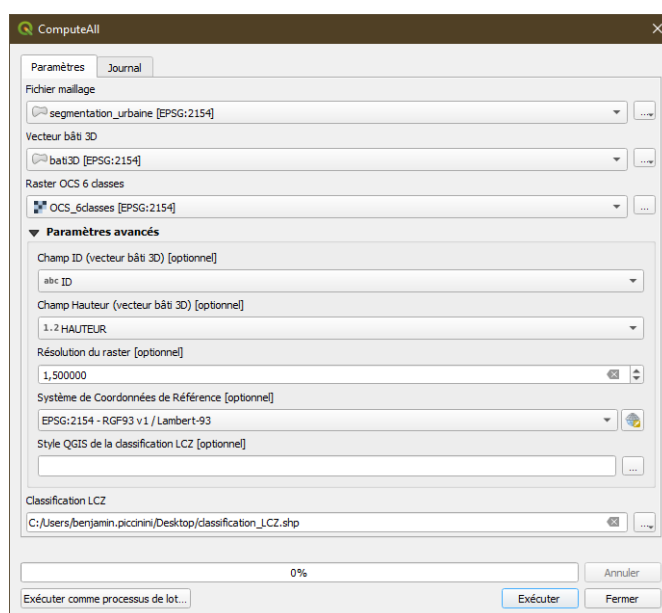 ComputeAll
Paramètres Journal
Fichier maillage
segmentation_urbaine [EPSG:2154]
Vecteur bâti 3D
bati3D [EPSG:2154]
Raster OCS 6 classes
OCS_6classes [EPSG:2154]
Paramètres avancés
Champ ID (vecteur bâti 3D) [optionnel]
abc ID
Champ Hauteur (vecteur bâti 3D) [optionnel]
1.2 HAUTEUR
Résolution du raster [optionnel]
1,500000
Système de Coordonnées de Référence [optionnel]
EPSG:2154 - RGF93 v1 / Lambert-93
Style QGIS de la classification LCZ [optionnel]
Classification LCZ
C:/Users/benjamin.piccinini/Desktop/classification_LCZ.shp
0% Annuler
Exécuter comme processus de lot... Exécuter Fermer